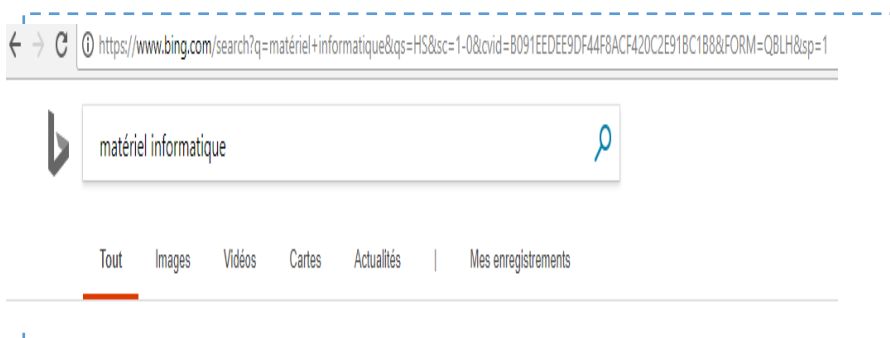 https://www.bing.com/search?q=matériel+informatique&qs=HS&sc=1-0&cvid=B091EEDEE9DF44F8ACF420C2E91BC1B8&FORM=QBLH&sp=1
matériel informatique
Tout Images Vidéos Cartes Actualités | Mes enregistrements